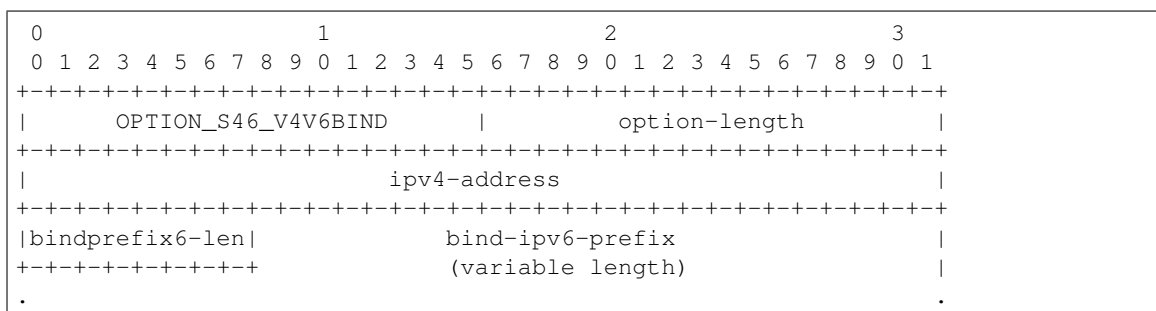 0                   1                   2                   3
 0 1 2 3 4 5 6 7 8 9 0 1 2 3 4 5 6 7 8 9 0 1 2 3 4 5 6 7 8 9 0 1
+-+-+-+-+-+-+-+-+-+-+-+-+-+-+-+-+-+-+-+-+-+-+-+-+-+-+-+-+-+-+-+-+
|      OPTION_S46_V4V6BIND      |         option-length         |
+-+-+-+-+-+-+-+-+-+-+-+-+-+-+-+-+-+-+-+-+-+-+-+-+-+-+-+-+-+-+-+-+
|                         ipv4-address                          |
+-+-+-+-+-+-+-+-+-+-+-+-+-+-+-+-+-+-+-+-+-+-+-+-+-+-+-+-+-+-+-+-+
|bindprefix6-len|             bind-ipv6-prefix                  |
+-+-+-+-+-+-+-+-+             (variable length)                 |
.                                                               .